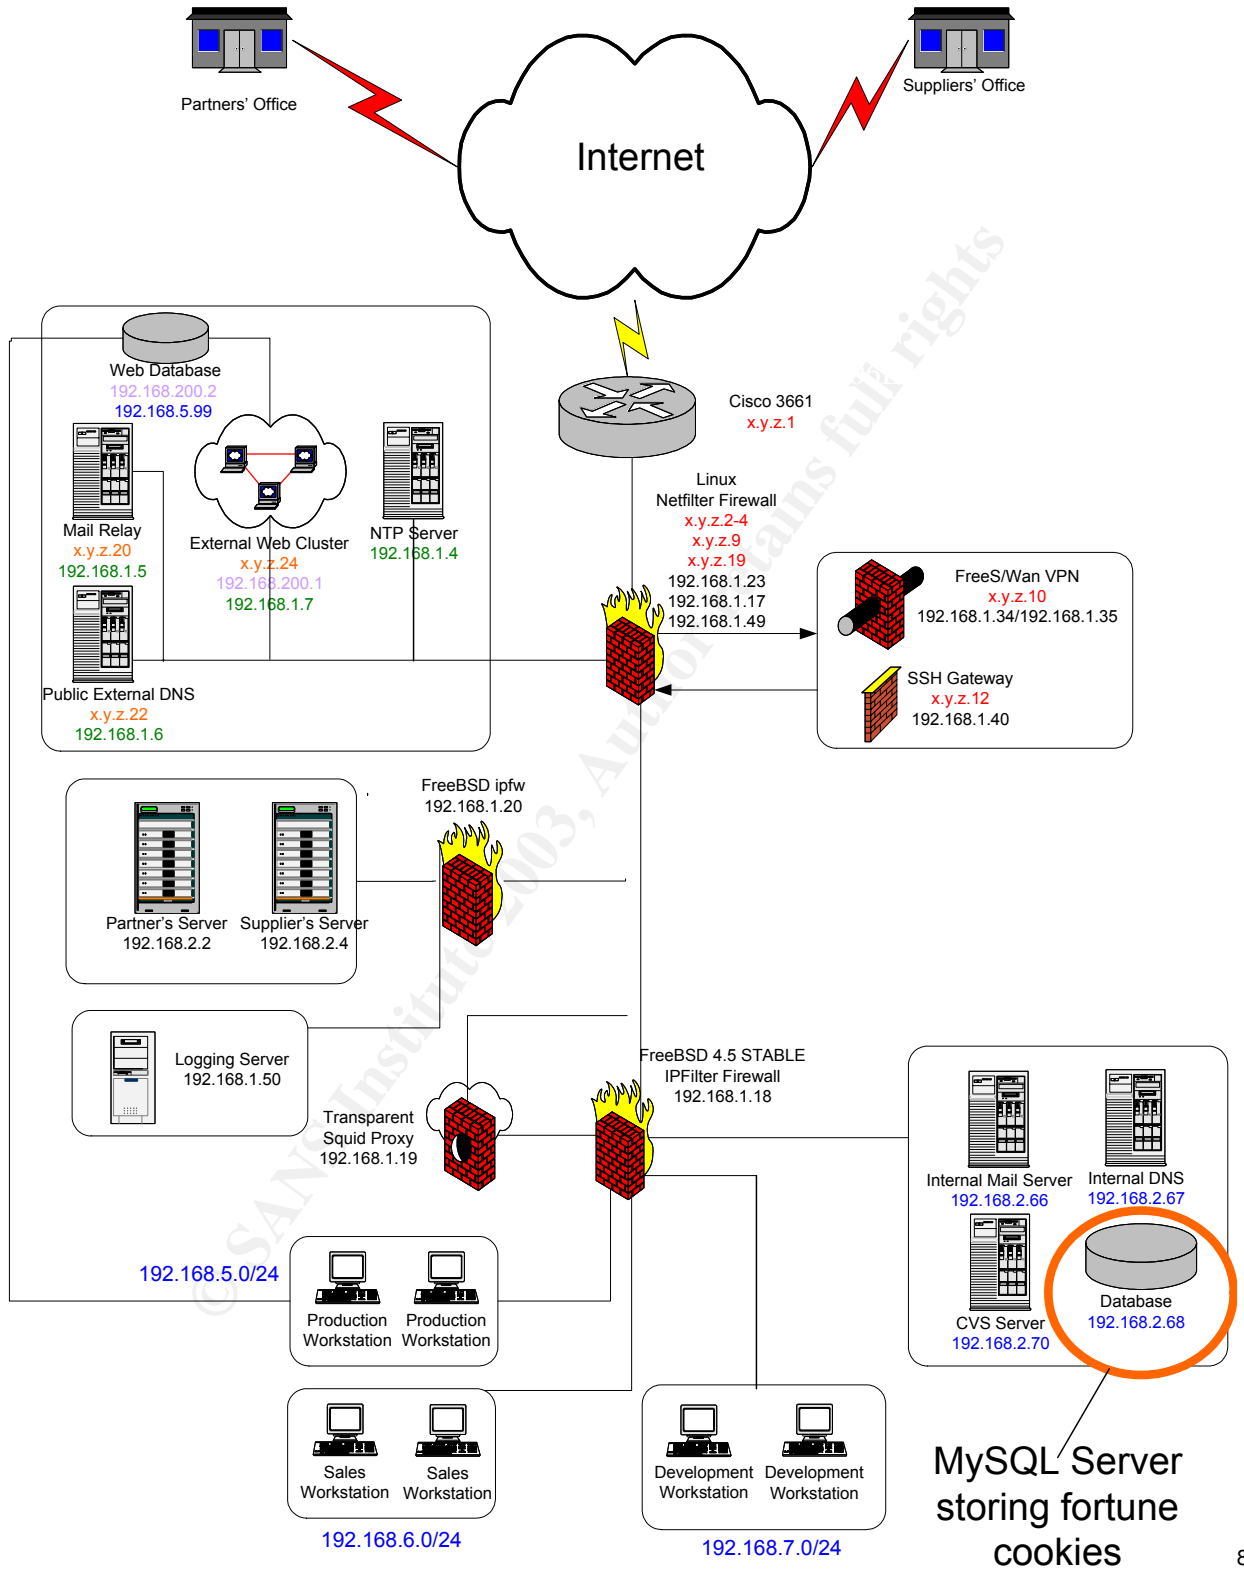 Partners' Office
Suppliers' Office
Internet
Web Database
192.168.200.2
192.168.5.99
Cisco 3661
x.y.z.1
Linux
Netfilter Firewall
x.y.z.2-4
x.y.z.9
x.y.z.19
192.168.1.23
192.168.1.17
192.168.1.49
Mail Relay
x.y.z.20
192.168.1.5
External Web Cluster
x.y.z.24
192.168.200.1
192.168.1.7
NTP Server
192.168.1.4
FreeS/Wan VPN
x.y.z.10
192.168.1.34/192.168.1.35
SSH Gateway
x.y.z.12
192.168.1.40
Public External DNS
x.y.z.22
192.168.1.6
FreeBSD ipfw
192.168.1.20
Partner's Server
192.168.2.2
Supplier's Server
192.168.2.4
Logging Server
192.168.1.50
FreeBSD 4.5 STABLE
IPFilter Firewall
192.168.1.18
Transparent
Squid Proxy
192.168.1.19
Internal Mail Server
192.168.2.66
Internal DNS
192.168.2.67
CVS Server
192.168.2.70
Database
192.168.2.68
192.168.5.0/24
Production
Workstation
Production
Workstation
Sales
Workstation
Sales
Workstation
192.168.6.0/24
Development
Workstation
Development
Workstation
192.168.7.0/24
MySQL Server
storing fortune
cookies
8
© SANS Institute 2003, Author retains full rights